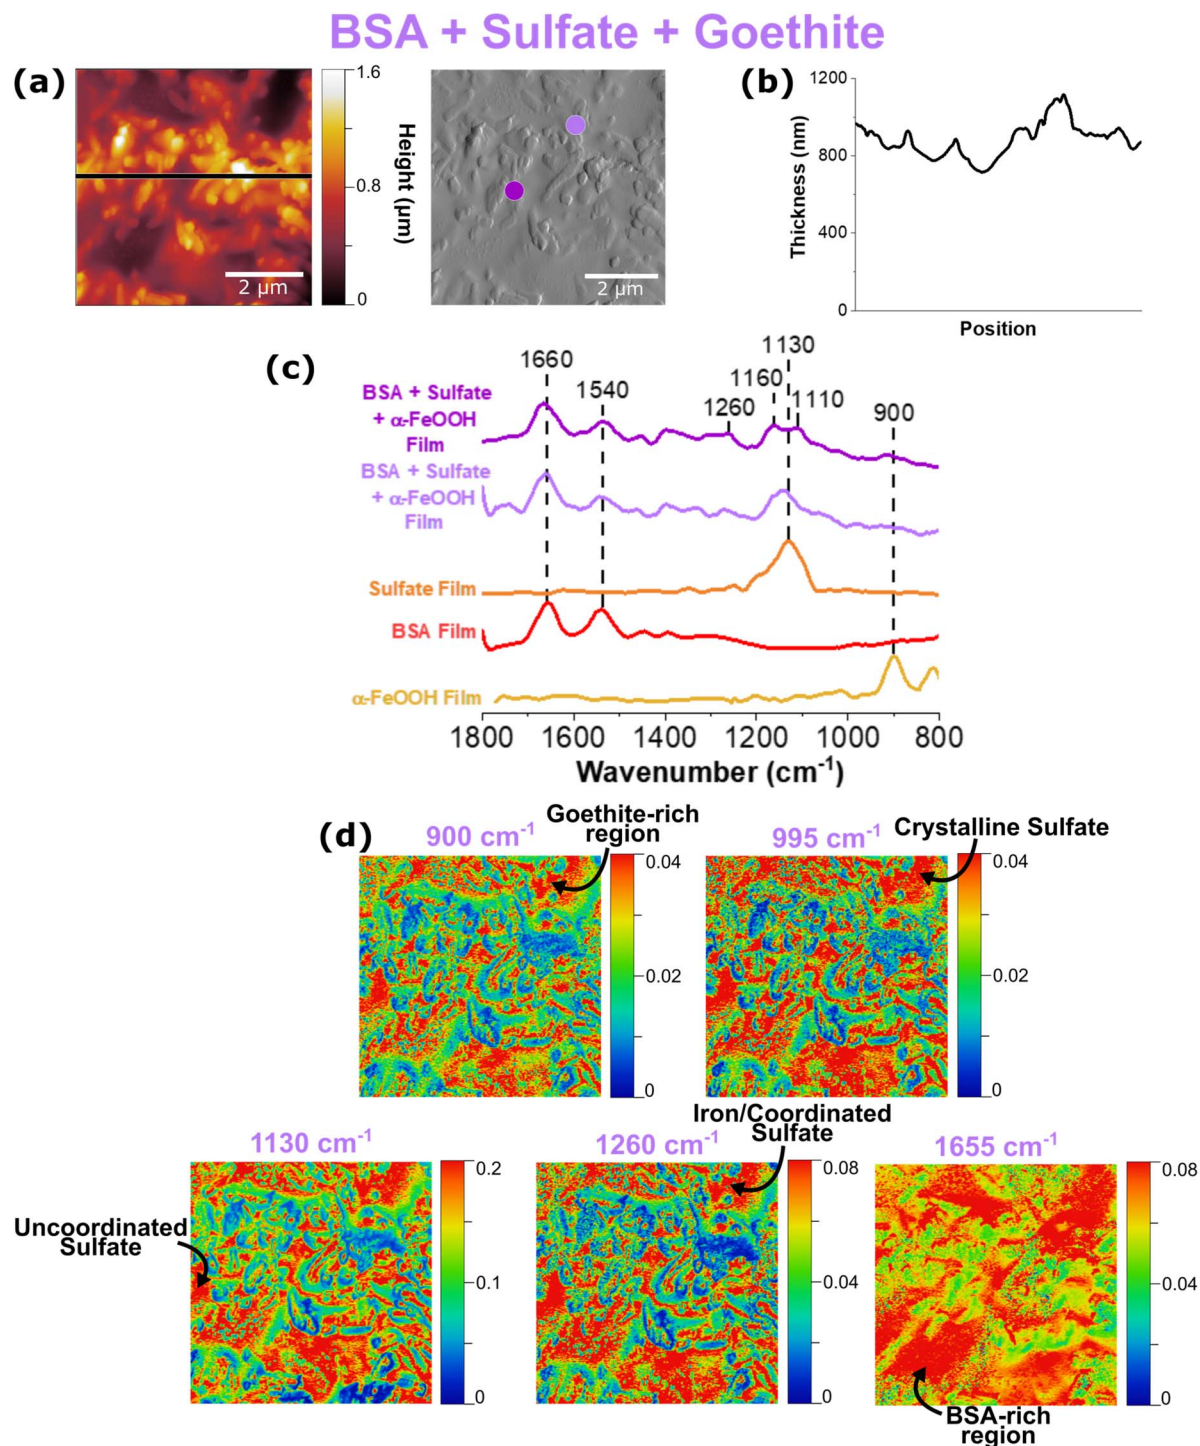 BSA + Sulfate + Goethite
(a)
1.6
0.8
0
Height (µm)
2 µm
2 µm
(b)
1200
800
400
0
Thickness (nm)
Position
(c)
1660
1540
1260
1160
1130
1110
900
BSA + Sulfate
+ α-FeOOH
Film
BSA + Sulfate
+ α-FeOOH
Film
Sulfate Film
BSA Film
α-FeOOH Film
1800 1600 1400 1200 1000 800
Wavenumber (cm⁻¹)
(d)
900 cm⁻¹
Goethite-rich
region
0.04
0.02
0
995 cm⁻¹
Crystalline Sulfate
0.04
0.02
0
1130 cm⁻¹
Uncoordinated
Sulfate
0.2
0.1
0
1260 cm⁻¹
Iron/Coordinated
Sulfate
0.08
0.04
0
1655 cm⁻¹
0.08
0.04
0
BSA-rich
region